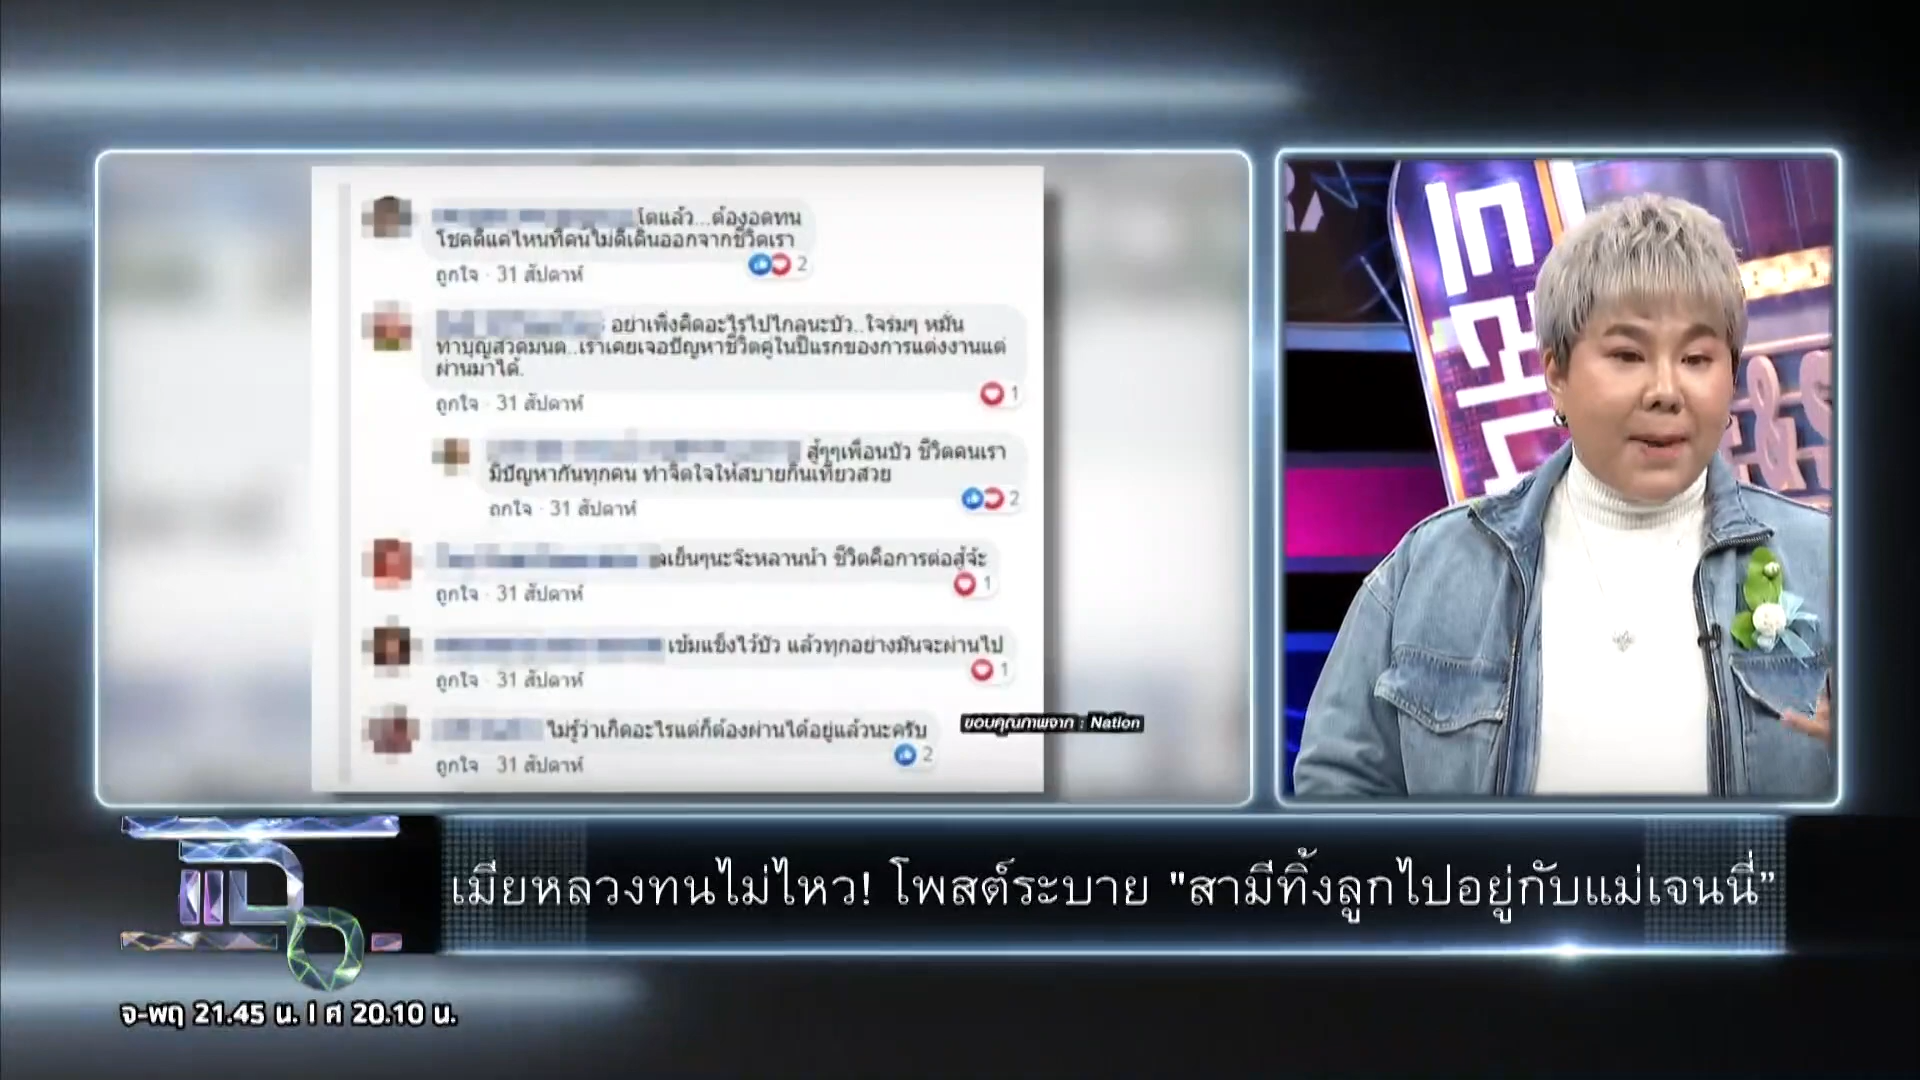 โตแล้ว...ต้องอดทน
โชคดีแค่ไหนที่คนไม่ดีเดินออกจากชีวิตเรา
2
ถูกใจ · 31 สัปดาห์
อย่าเพิ่งคิดอะไรไปไกลนะบัว..ใจร่มๆ หมั่น
ทำบุญสวดมนต์..เราเคยเจอปัญหาชีวิตคู่ในปีแรกของการแต่งงานแต่
ผ่านมาได้.
1
ถูกใจ · 31 สัปดาห์
สู้ๆๆเพื่อนบัว ชีวิตคนเรา
มีปัญหากันทุกคน ทำจิตใจให้สบายกินเที่ยวสวย
2
ถูกใจ · 31 สัปดาห์
เย็นๆนะจ๊ะหลานน้า ชีวิตคือการต่อสู้จ้ะ
1
ถูกใจ · 31 สัปดาห์
เข้มแข็งไว้บัว แล้วทุกอย่างมันจะผ่านไป
1
ถูกใจ · 31 สัปดาห์
ไม่รู้ว่าเกิดอะไรแต่ก็ต้องผ่านได้อยู่แล้วนะครับ
2
ถูกใจ · 31 สัปดาห์
ขอบคุณภาพจาก : Nation
แฉ
เมียหลวงทนไม่ไหว! โพสต์ระบาย "สามีทิ้งลูกไปอยู่กับแม่เจนนี่"
จ-พฤ 21.45 น. | ศ 20.10 น.